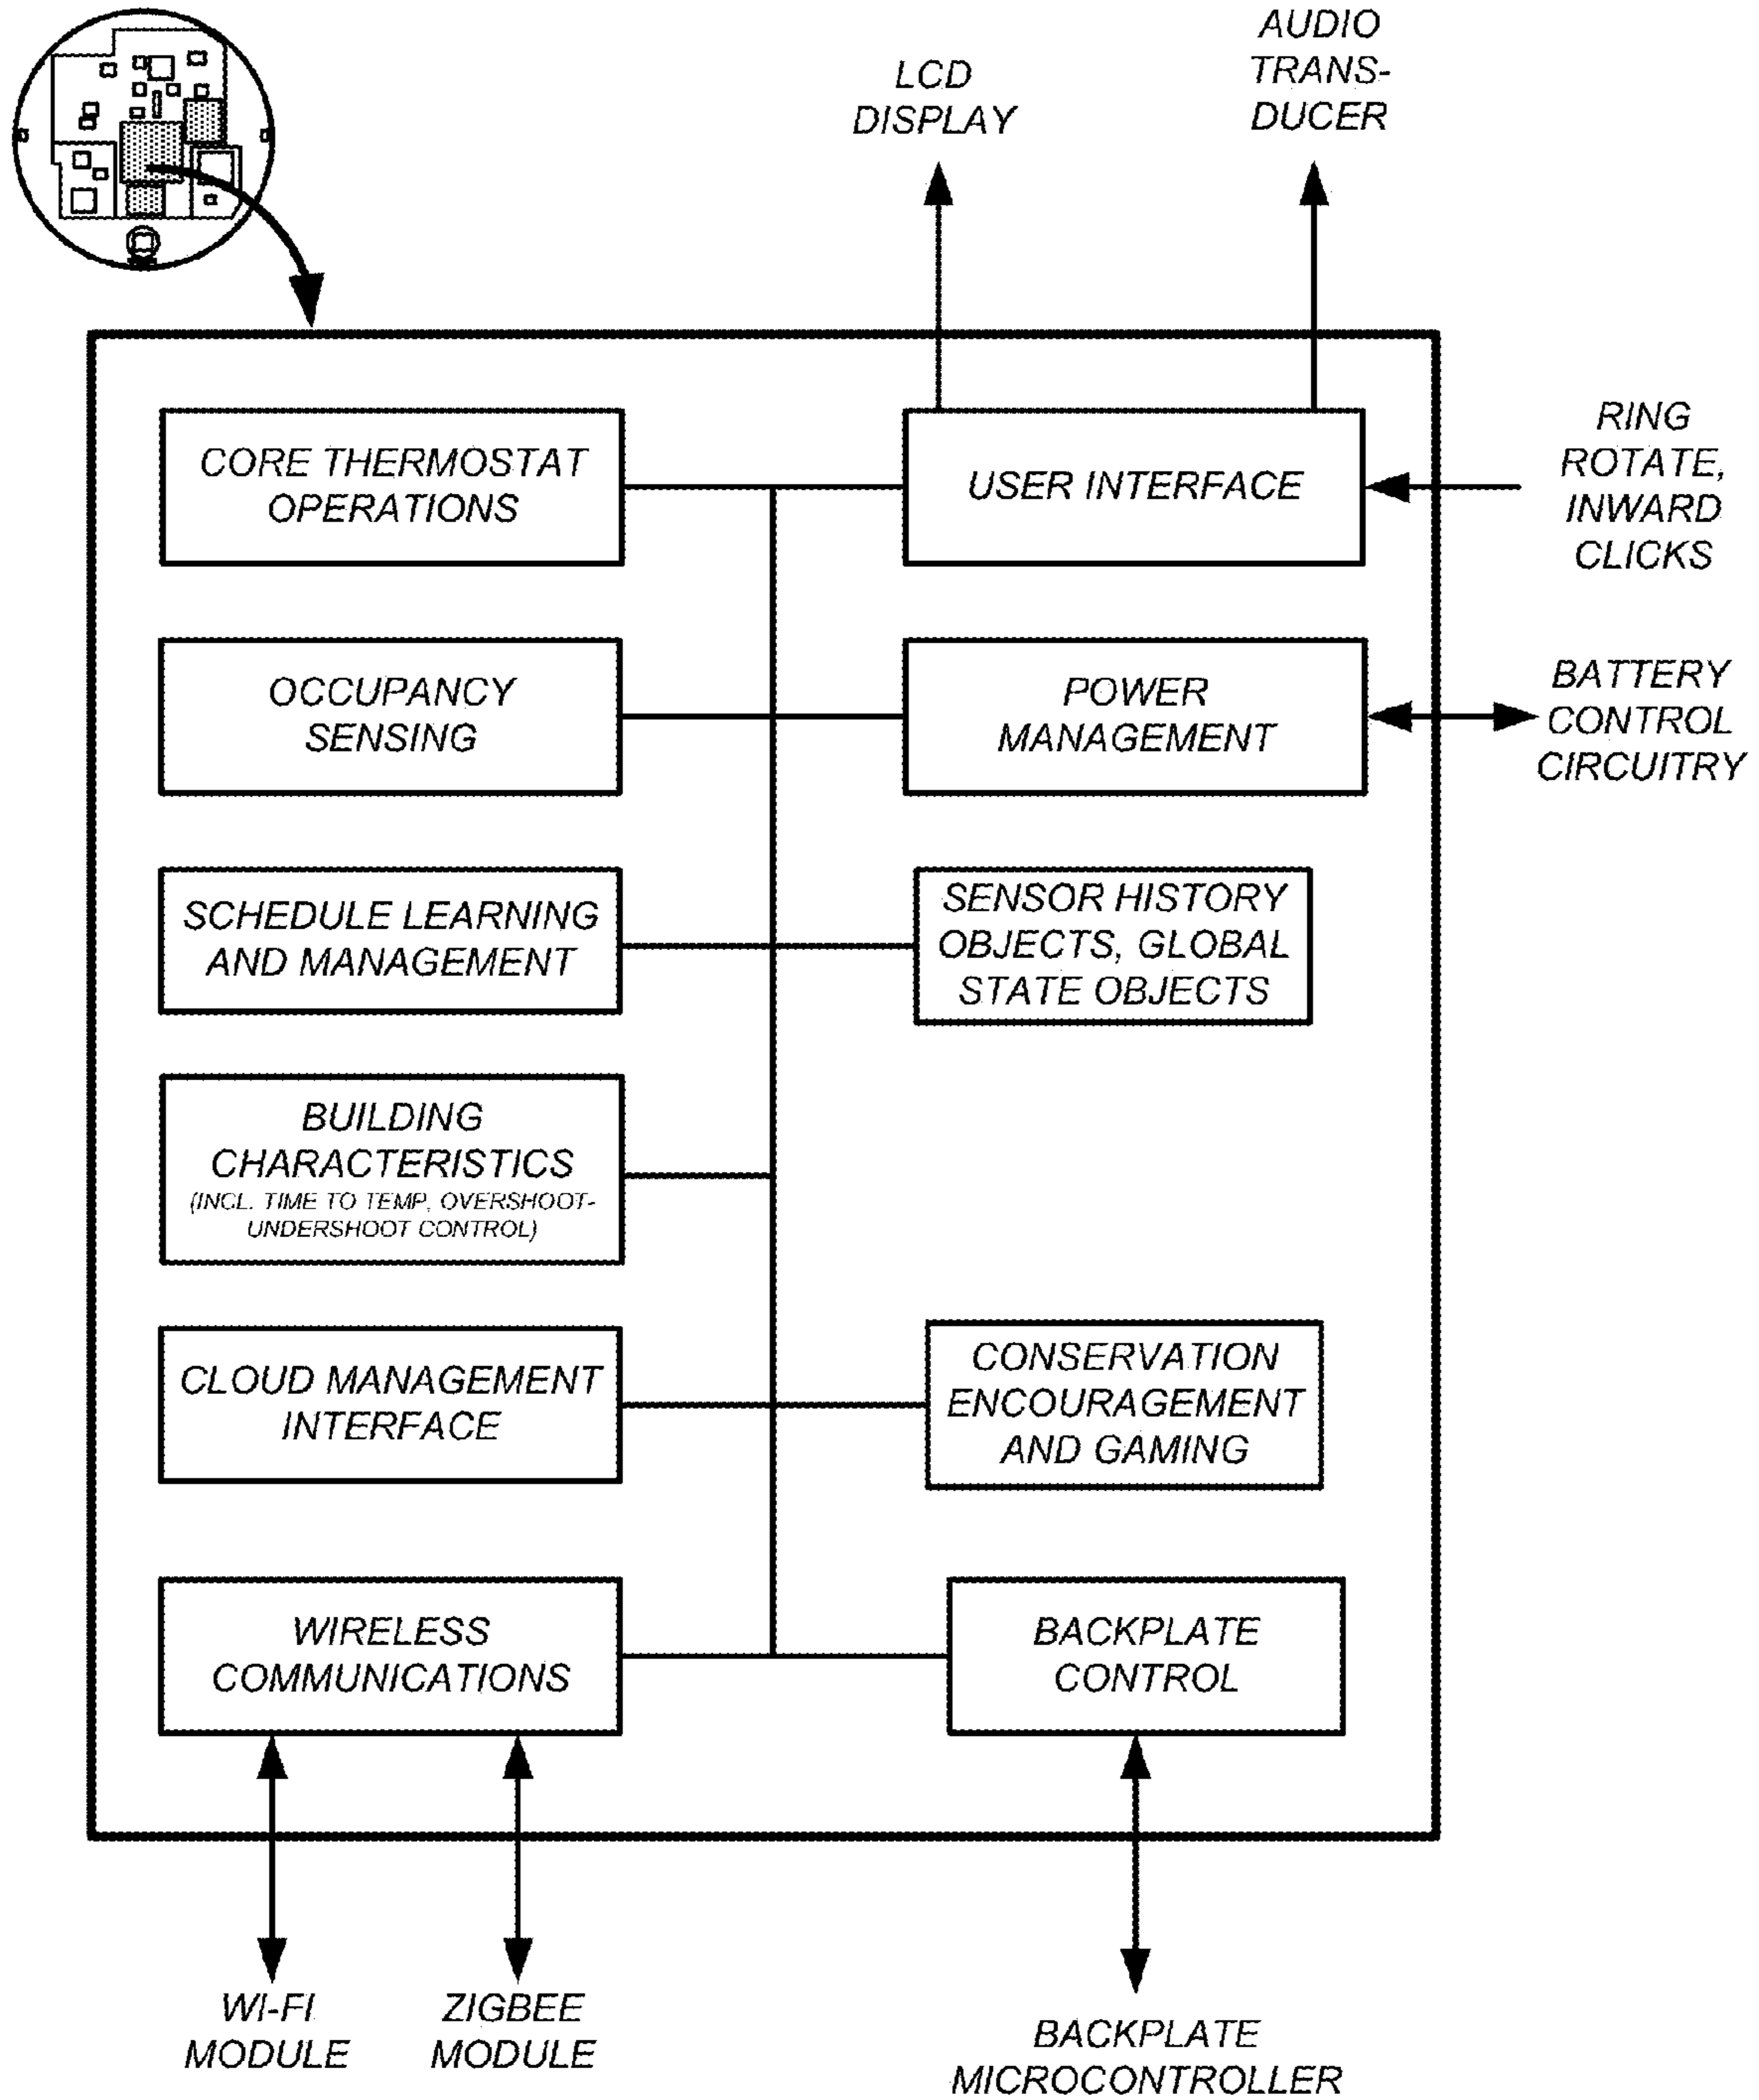 LCD
DISPLAY
AUDIO
TRANS-
DUCER
CORE THERMOSTAT
OPERATIONS
USER INTERFACE
RING
ROTATE,
INWARD
CLICKS
OCCUPANCY
SENSING
POWER
MANAGEMENT
BATTERY
CONTROL
CIRCUITRY
SCHEDULE LEARNING
AND MANAGEMENT
SENSOR HISTORY
OBJECTS, GLOBAL
STATE OBJECTS
BUILDING
CHARACTERISTICS
(INCL. TIME TO TEMP, OVERSHOOT-
UNDERSHOOT CONTROL)
CLOUD MANAGEMENT
INTERFACE
CONSERVATION
ENCOURAGEMENT
AND GAMING
WIRELESS
COMMUNICATIONS
BACKPLATE
CONTROL
WI-FI
MODULE
ZIGBEE
MODULE
BACKPLATE
MICROCONTROLLER